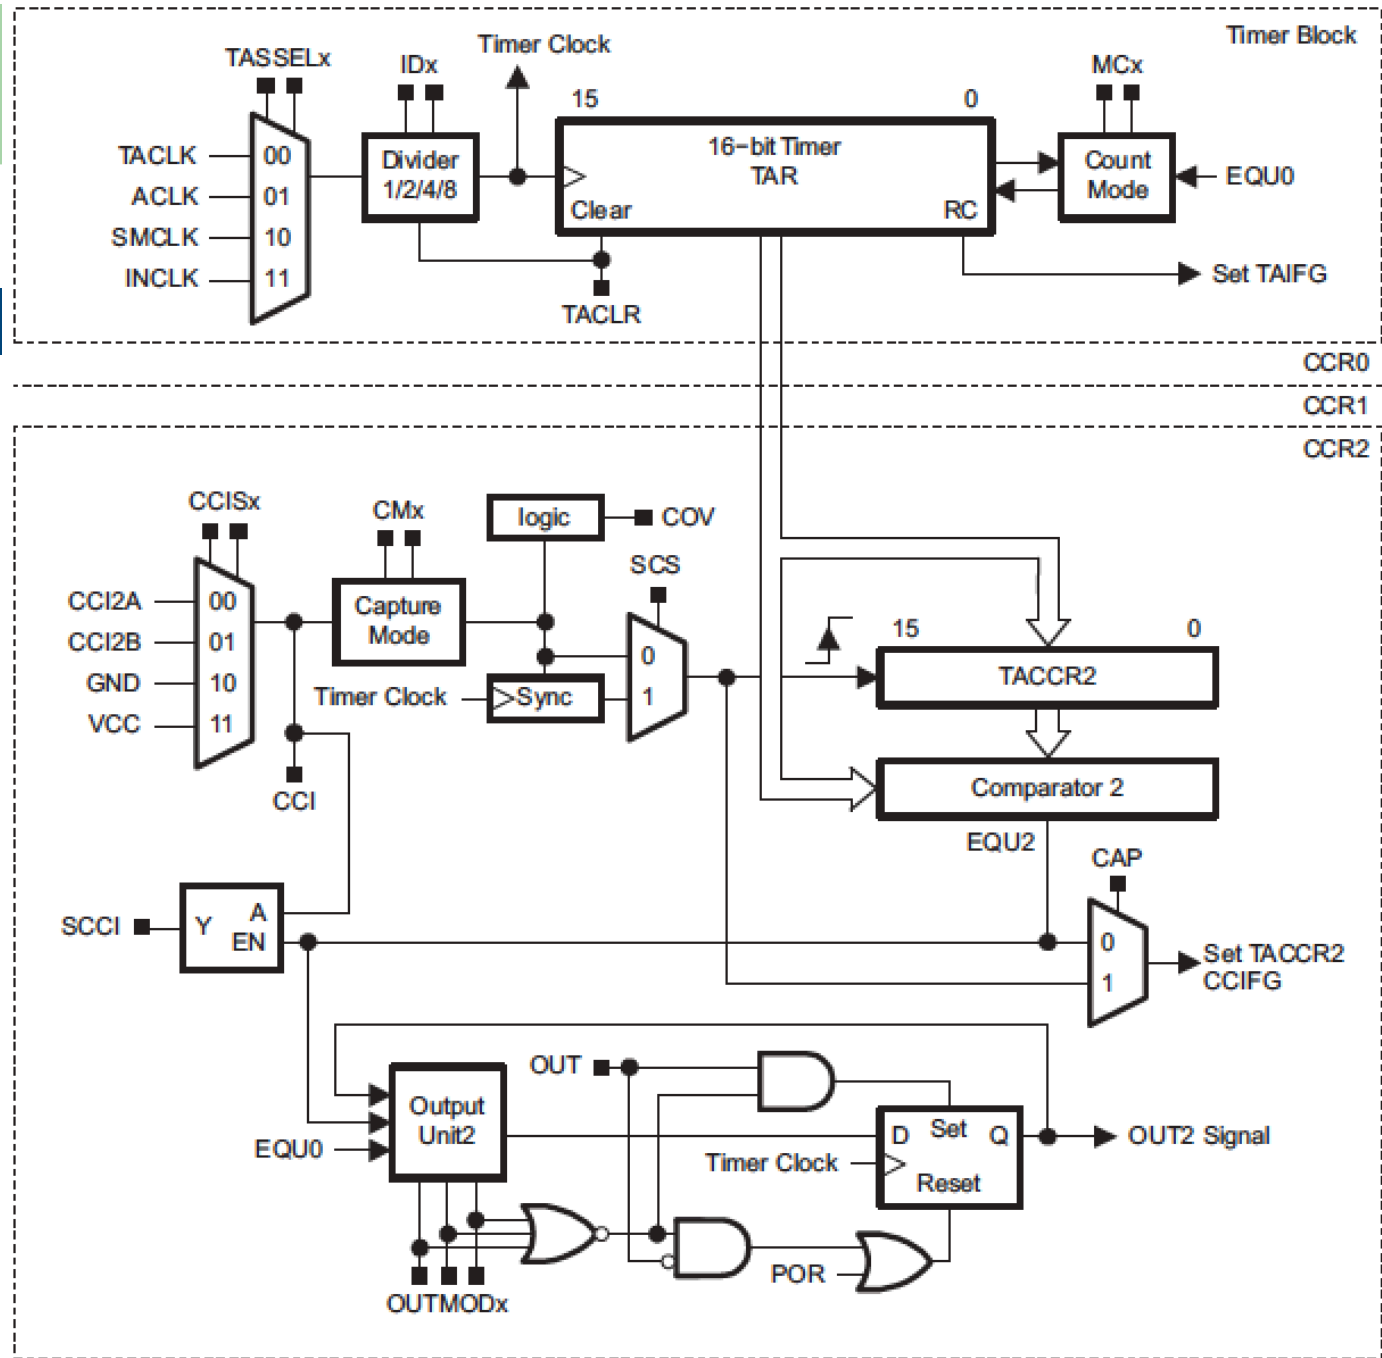 Timer Block
Timer Clock
TASSELx
IDx
MCx
15
0
TACLK
00
Divider
1/2/4/8
16−bit Timer
TAR
Count
Mode
EQU0
ACLK
01
SMCLK
10
Clear
RC
INCLK
11
Set TAIFG
TACLR
CCR0
CCR1
CCR2
CCISx
CMx
logic
COV
SCS
CCI2A
00
Capture
Mode
15
0
CCI2B
01
0
TACCR2
GND
10
Timer Clock
Sync
1
VCC
11
Comparator 2
CCI
EQU2
CAP
SCCI
Y
A
EN
0
Set TACCR2
CCIFG
1
OUT
Output
Unit2
D
Set
Q
OUT2 Signal
EQU0
Timer Clock
Reset
POR
OUTMODx